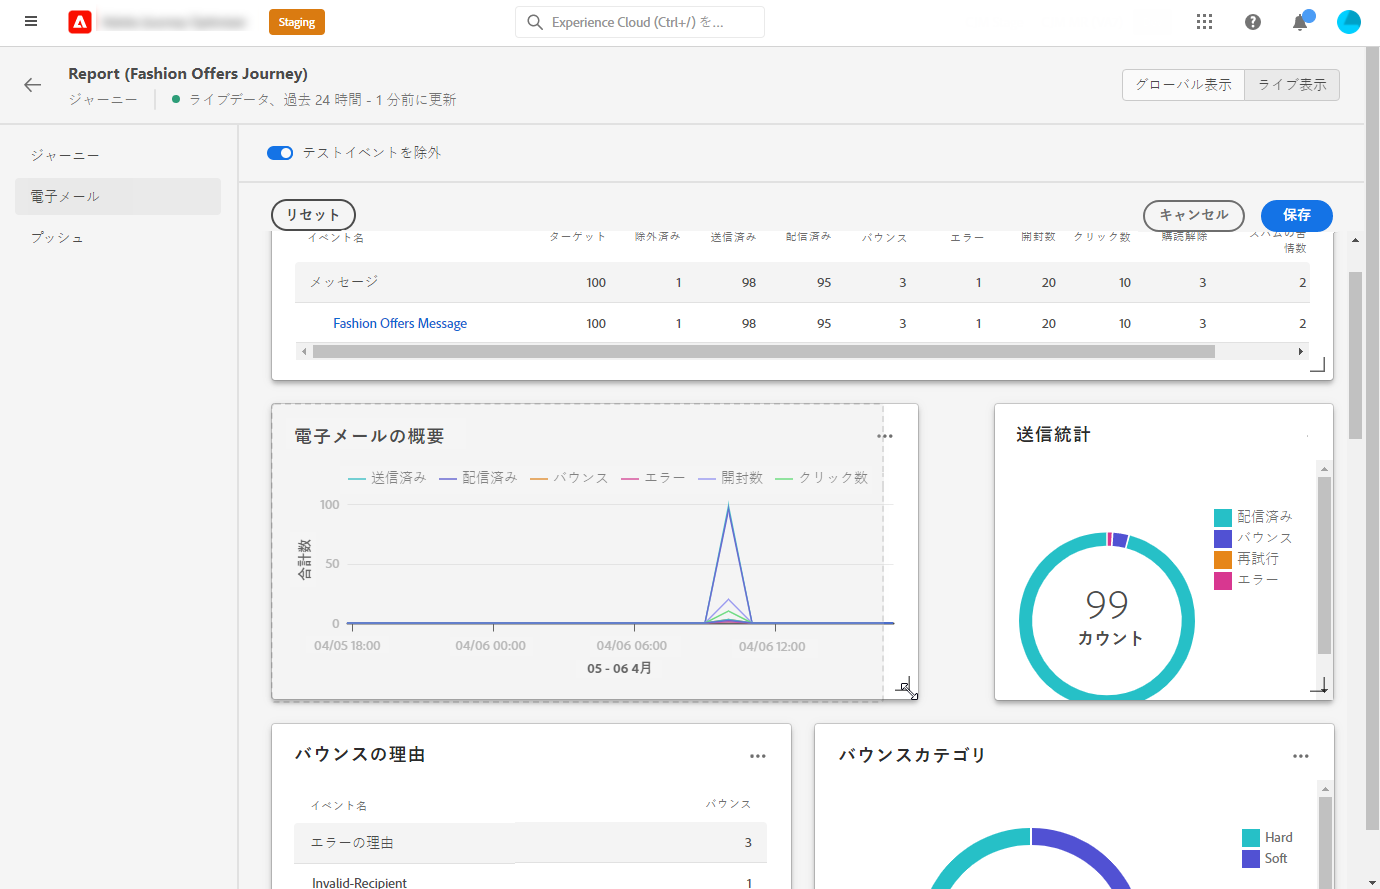 Staging
Experience Cloud (Ctrl+/) を...
Report (Fashion Offers Journey)
ジャーニー
ライブデータ、過去 24 時間 - 1 分前に更新
グローバル表示
ライブ表示
ジャーニー
電子メール
プッシュ
テストイベントを除外
リセット
キャンセル
保存
イベント名 ターゲット 除外済み 送信済み 配信済み バウンス エラー 開封数 クリック数 購読解除 スパムの苦情数
メッセージ 100 1 98 95 3 1 20 10 3 2
Fashion Offers Message 100 1 98 95 3 1 20 10 3 2
電子メールの概要
送信済み 配信済み バウンス エラー 開封数 クリック数
合計数
100
50
0
04/05 18:00 04/06 00:00 04/06 06:00 04/06 12:00
05 - 06 4月
送信統計
配信済み
バウンス
再試行
エラー
99
カウント
バウンスの理由
イベント名 バウンス
エラーの理由 3
Invalid-Recipient 1
バウンスカテゴリ
Hard
Soft